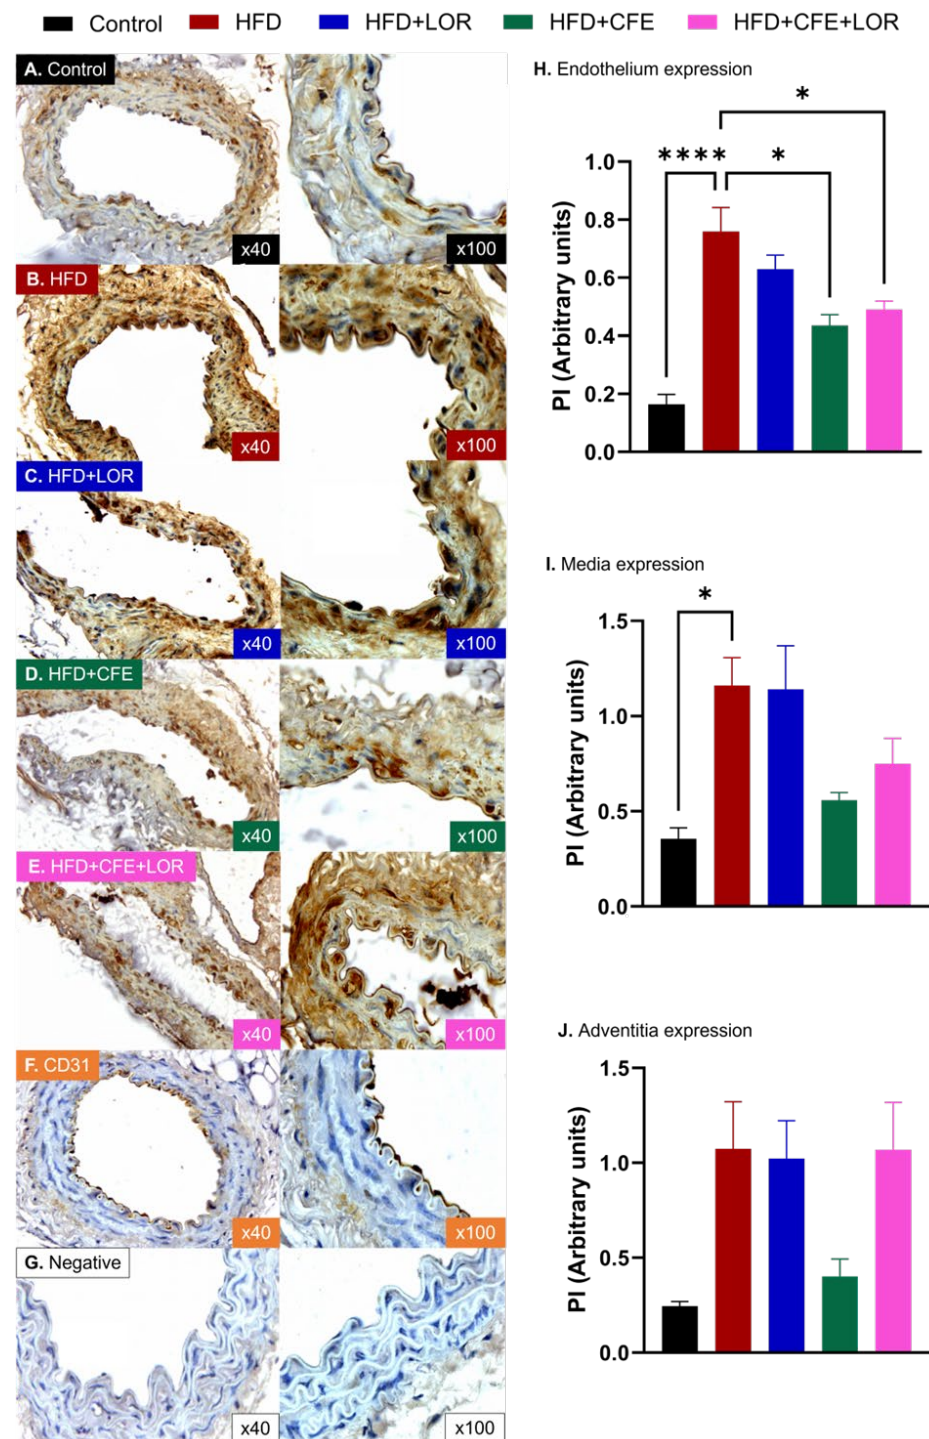 Control HFD HFD+LOR HFD+CFE HFD+CFE+LOR
A. Control
x40
x100
B. HFD
x40
x100
C. HFD+LOR
x40
x100
D. HFD+CFE
x40
x100
E. HFD+CFE+LOR
x40
x100
F. CD31
x40
x100
G. Negative
x40
x100
H. Endothelium expression
*
**** *
PI (Arbitrary units)
1.0
0.8
0.6
0.4
0.2
0.0
I. Media expression
*
PI (Arbitrary units)
1.5
1.0
0.5
0.0
J. Adventitia expression
PI (Arbitrary units)
1.5
1.0
0.5
0.0